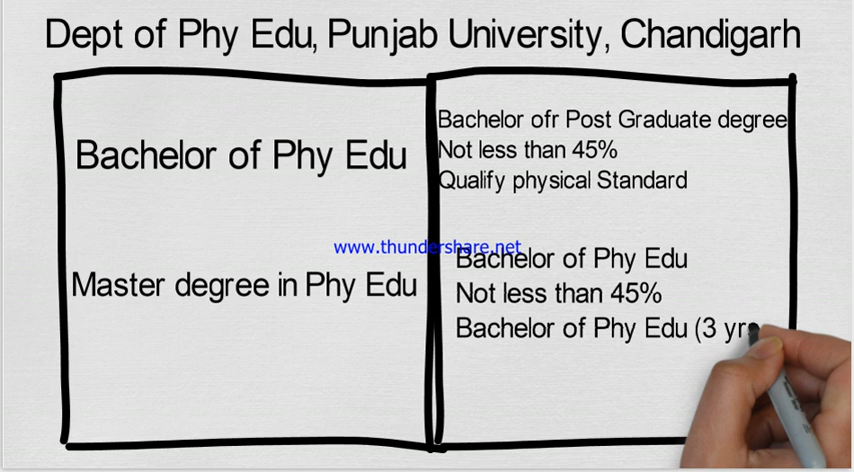 Dept of Phy Edu, Punjab University, Chandigarh
Bachelor of Phy Edu
Bachelor ofr Post Graduate degree
Not less than 45%
Qualify physical Standard
www.thundershare.net
Master degree in Phy Edu
Bachelor of Phy Edu
Not less than 45%
Bachelor of Phy Edu (3 yrs